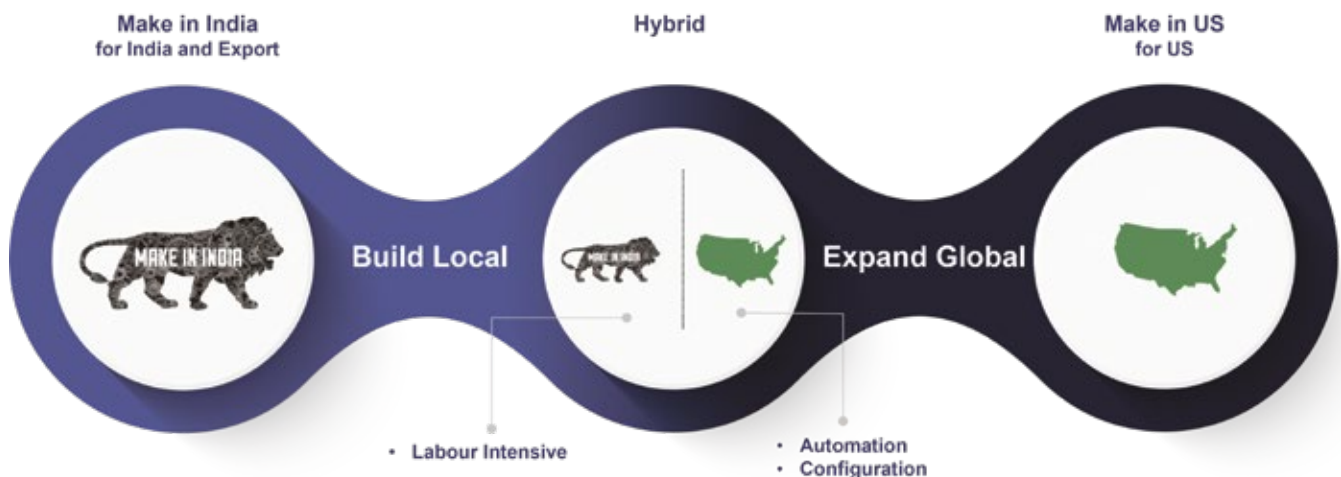 Make in India
for India and Export
Hybrid
Make in US
for US
MAKE IN INDIA
Build Local
MAKE IN INDIA
Expand Global
• Labour Intensive
• Automation
• Configuration